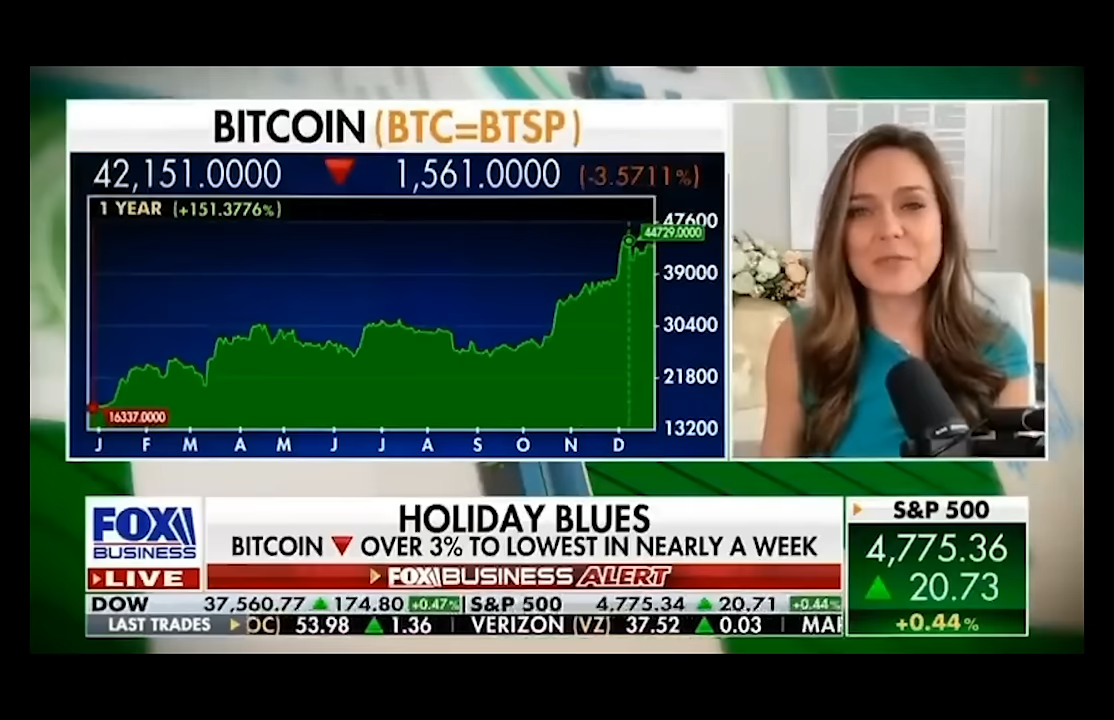 BITCOIN (BTC=BTSP)
42,151.0000 ▼ 1,561.0000 (-3.5711%)
1 YEAR (+151.3776%)
47600
44729.0000
39000
30400
21800
16337.0000
13200
J F M A M J J A S O N D
FOX BUSINESS
LIVE
HOLIDAY BLUES
BITCOIN ▼ OVER 3% TO LOWEST IN NEARLY A WEEK
FOX BUSINESS ALERT
S&P 500
4,775.36
▲ 20.73
+0.44%
DOW 37,560.77 ▲ 174.80 +0.47% S&P 500 4,775.34 ▲ 20.71 +0.44%
LAST TRADES OC) 53.98 ▲ 1.36 | VERIZON (VZ) 37.52 ▲ 0.03 | MAR